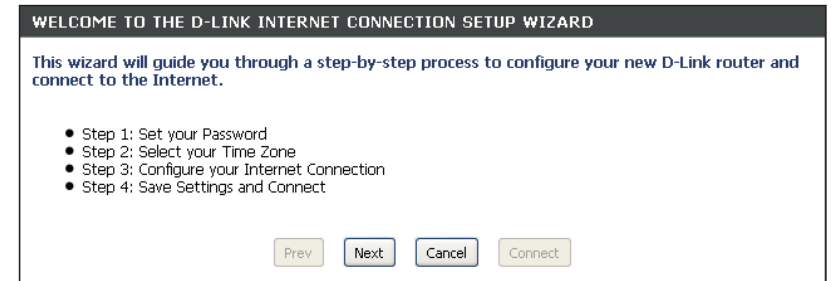 WELCOME TO THE D-LINK INTERNET CONNECTION SETUP WIZARD
This wizard will guide you through a step-by-step process to configure your new D-Link router and
connect to the Internet.
● Step 1: Set your Password
● Step 2: Select your Time Zone
● Step 3: Configure your Internet Connection
● Step 4: Save Settings and Connect
Prev Next Cancel Connect